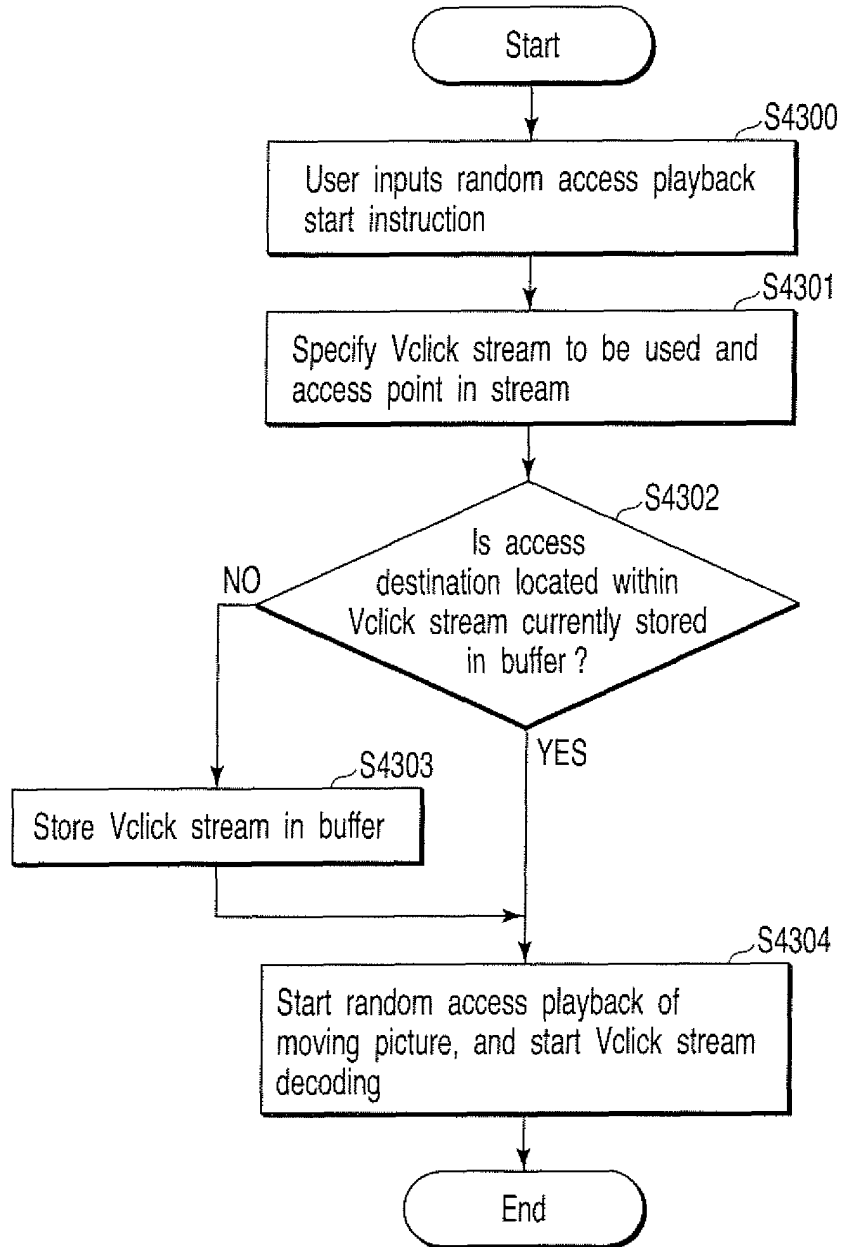 Start
S4300
User inputs random access playback
start instruction
S4301
Specify Vclick stream to be used and
access point in stream
S4302
Is access
destination located within
Vclick stream currently stored
in buffer ?
NO
YES
S4303
Store Vclick stream in buffer
S4304
Start random access playback of
moving picture, and start Vclick stream
decoding
End